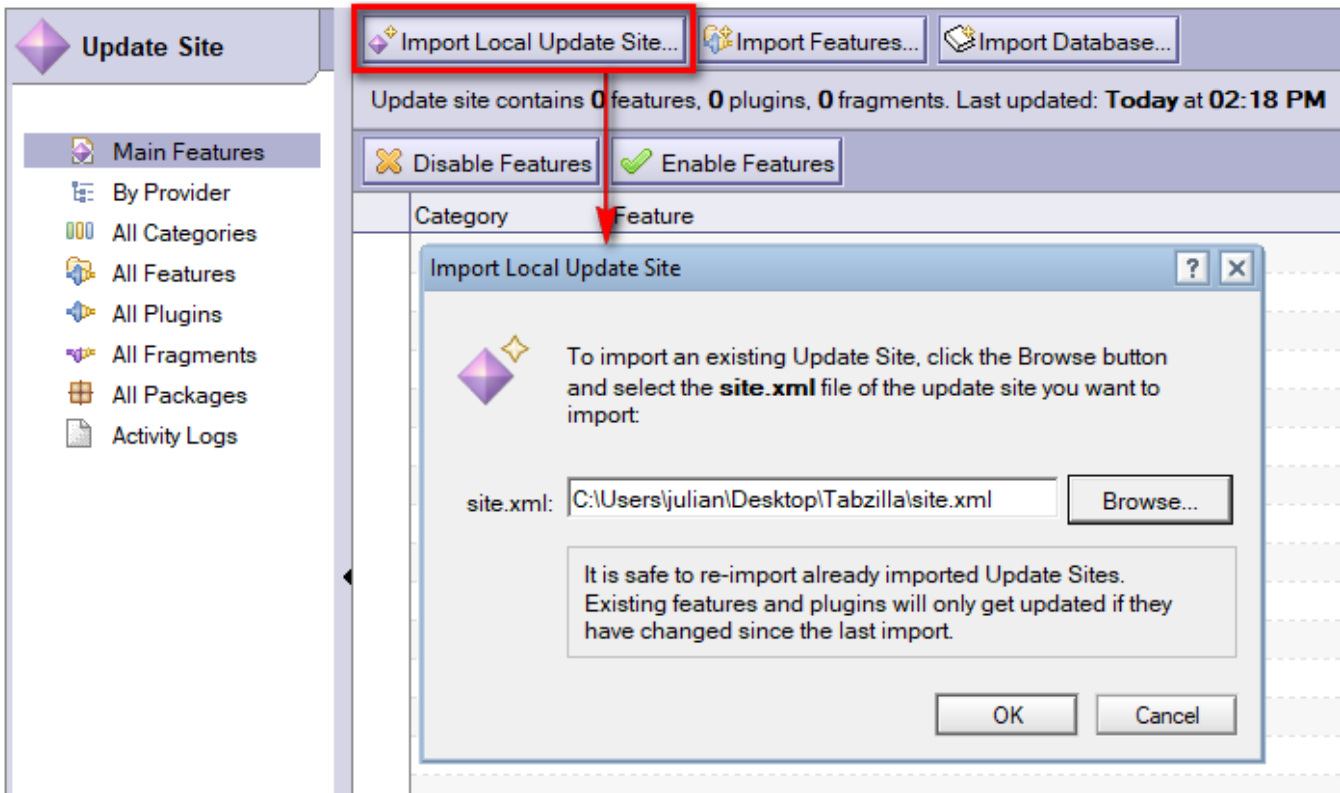 Update Site
Import Local Update Site...
Import Features...
Import Database...
Update site contains 0 features, 0 plugins, 0 fragments. Last updated: Today at 02:18 PM
Main Features
By Provider
All Categories
All Features
All Plugins
All Fragments
All Packages
Activity Logs
Disable Features
Enable Features
Category
Feature
Import Local Update Site
To import an existing Update Site, click the Browse button
and select the site.xml file of the update site you want to
import:
site.xml:
C:\Users\julian\Desktop\Tabzilla\site.xml
Browse...
It is safe to re-import already imported Update Sites.
Existing features and plugins will only get updated if they
have changed since the last import.
OK
Cancel